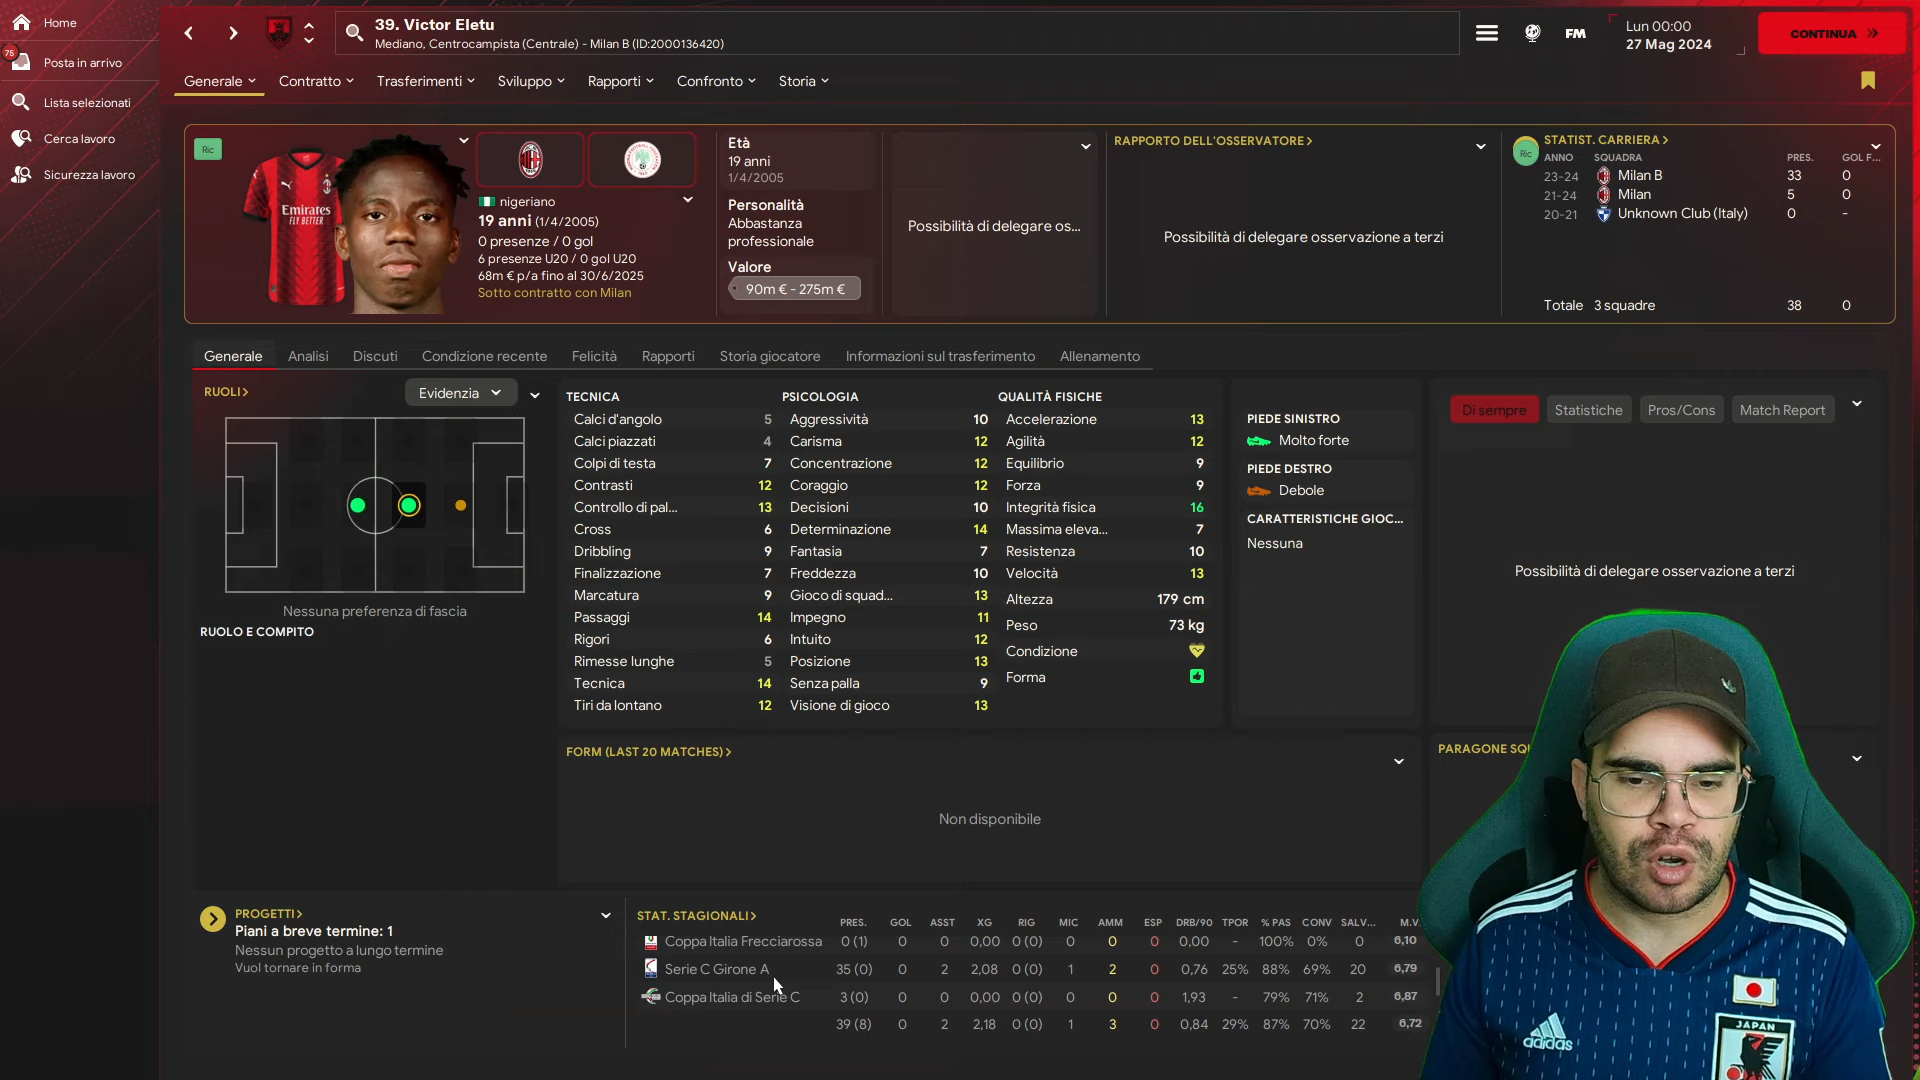 Home
75
Posta in arrivo
Lista selezionati
Cerca lavoro
Sicurezza lavoro
39. Victor Eletu
Mediano, Centrocampista (Centrale) - Milan B (ID:2000136420)
FM
Lun 00:00
27 Mag 2024
CONTINUA
Generale Contratto Trasferimenti Sviluppo Rapporti Confronto Storia
Ric
Emirates
FLY BETTER
nigeriano
19 anni (1/4/2005)
0 presenze / 0 gol
6 presenze U20 / 0 gol U20
68m € p/a fino al 30/6/2025
Sotto contratto con Milan
Età
19 anni
1/4/2005
Personalità
Abbastanza
professionale
Valore
90m € - 275m €
Possibilità di delegare os...
RAPPORTO DELL'OSSERVATORE
Possibilità di delegare osservazione a terzi
Ric
STATIST. CARRIERA
ANNO SQUADRA PRES. GOL F...
23-24 Milan B 33 0
21-24 Milan 5 0
20-21 Unknown Club (Italy) 0 -
Totale 3 squadre 38 0
Generale Analisi Discuti Condizione recente Felicità Rapporti Storia giocatore Informazioni sul trasferimento Allenamento
RUOLI
Evidenzia
Nessuna preferenza di fascia
RUOLO E COMPITO
TECNICA
Calci d'angolo 5
Calci piazzati 4
Colpi di testa 7
Contrasti 12
Controllo di pal... 13
Cross 6
Dribbling 9
Finalizzazione 7
Marcatura 9
Passaggi 14
Rigori 6
Rimesse lunghe 5
Tecnica 14
Tiri da lontano 12
PSICOLOGIA
Aggressività 10
Carisma 12
Concentrazione 12
Coraggio 12
Decisioni 10
Determinazione 14
Fantasia 7
Freddezza 10
Gioco di squad... 13
Impegno 11
Intuito 12
Posizione 13
Senza palla 9
Visione di gioco 13
QUALITÀ FISICHE
Accelerazione 13
Agilità 12
Equilibrio 9
Forza 9
Integrità fisica 16
Massima eleva... 7
Resistenza 10
Velocità 13
Altezza 179 cm
Peso 73 kg
Condizione
Forma
PIEDE SINISTRO
Molto forte
PIEDE DESTRO
Debole
CARATTERISTICHE GIOC...
Nessuna
Di sempre Statistiche Pros/Cons Match Report
Possibilità di delegare osservazione a terzi
FORM (LAST 20 MATCHES)
Non disponibile
PARAGONE SQ
PROGETTI
Piani a breve termine: 1
Nessun progetto a lungo termine
Vuol tornare in forma
STAT. STAGIONALI PRES. GOL ASST XG RIG MIC AMM ESP DRB/90 TPOR % PAS CONV SALV... M.V.
Coppa Italia Frecciarossa 0 (1) 0 0 0,00 0 (0) 0 0 0 0,00 - 100% 0% 0 6,10
Serie C Girone A 35 (0) 0 2 2,08 0 (0) 1 2 0 0,76 25% 88% 69% 20 6,79
Coppa Italia di Serie C 3 (0) 0 0 0,00 0 (0) 0 0 0 1,93 - 79% 71% 2 6,87
39 (8) 0 2 2,18 0 (0) 1 3 0 0,84 29% 87% 70% 22 6,72
adidas
JAPAN